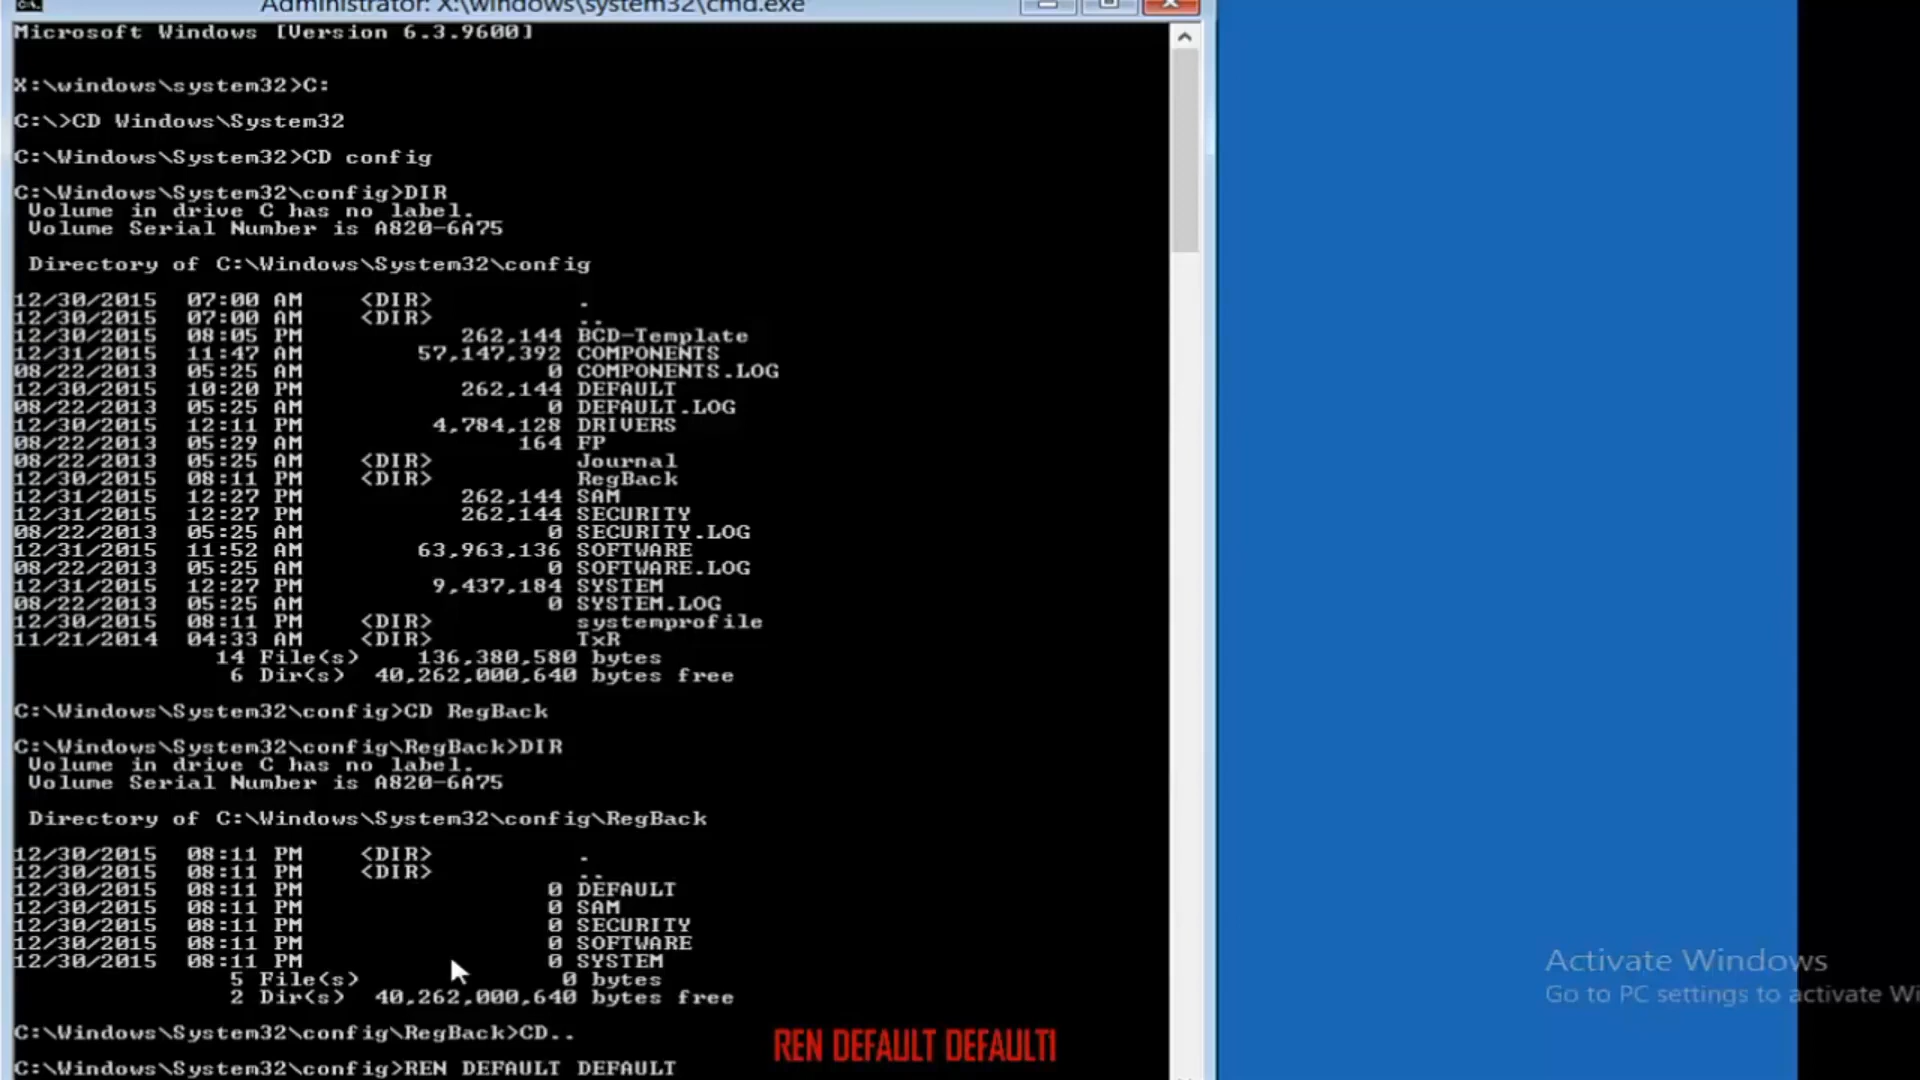 Administrator: X:\windows\system32\cmd.exe
Microsoft Windows [Version 6.3.9600]
X:\windows\system32>C:
C:\>CD Windows\System32
C:\Windows\System32>CD config
C:\Windows\System32\config>DIR
Volume in drive C has no label.
Volume Serial Number is A820-6A75
Directory of C:\Windows\System32\config
12/30/2015 07:00 AM <DIR> .
12/30/2015 07:00 AM <DIR> ..
12/30/2015 08:05 PM 262,144 BCD-Template
12/31/2015 11:47 AM 57,147,392 COMPONENTS
08/22/2013 05:25 AM 0 COMPONENTS.LOG
12/30/2015 10:20 PM 262,144 DEFAULT
08/22/2013 05:25 AM 0 DEFAULT.LOG
12/30/2015 12:11 PM 4,784,128 DRIVERS
08/22/2013 05:29 AM 164 FP
08/22/2013 05:25 AM <DIR> Journal
12/30/2015 08:11 PM <DIR> RegBack
12/31/2015 12:27 PM 262,144 SAM
12/31/2015 12:27 PM 262,144 SECURITY
08/22/2013 05:25 AM 0 SECURITY.LOG
12/31/2015 11:52 AM 63,963,136 SOFTWARE
08/22/2013 05:25 AM 0 SOFTWARE.LOG
12/31/2015 12:27 PM 9,437,184 SYSTEM
08/22/2013 05:25 AM 0 SYSTEM.LOG
12/30/2015 08:11 PM <DIR> systemprofile
11/21/2014 04:33 AM <DIR> TxR
14 File(s) 136,380,580 bytes
6 Dir(s) 40,262,000,640 bytes free
C:\Windows\System32\config>CD RegBack
C:\Windows\System32\config\RegBack>DIR
Volume in drive C has no label.
Volume Serial Number is A820-6A75
Directory of C:\Windows\System32\config\RegBack
12/30/2015 08:11 PM <DIR> .
12/30/2015 08:11 PM <DIR> ..
12/30/2015 08:11 PM 0 DEFAULT
12/30/2015 08:11 PM 0 SAM
12/30/2015 08:11 PM 0 SECURITY
12/30/2015 08:11 PM 0 SOFTWARE
12/30/2015 08:11 PM 0 SYSTEM
5 File(s) 0 bytes
2 Dir(s) 40,262,000,640 bytes free
C:\Windows\System32\config\RegBack>CD..
C:\Windows\System32\config>REN DEFAULT DEFAULT
REN DEFAULT DEFAULT1
Activate Windows
Go to PC settings to activate Wi